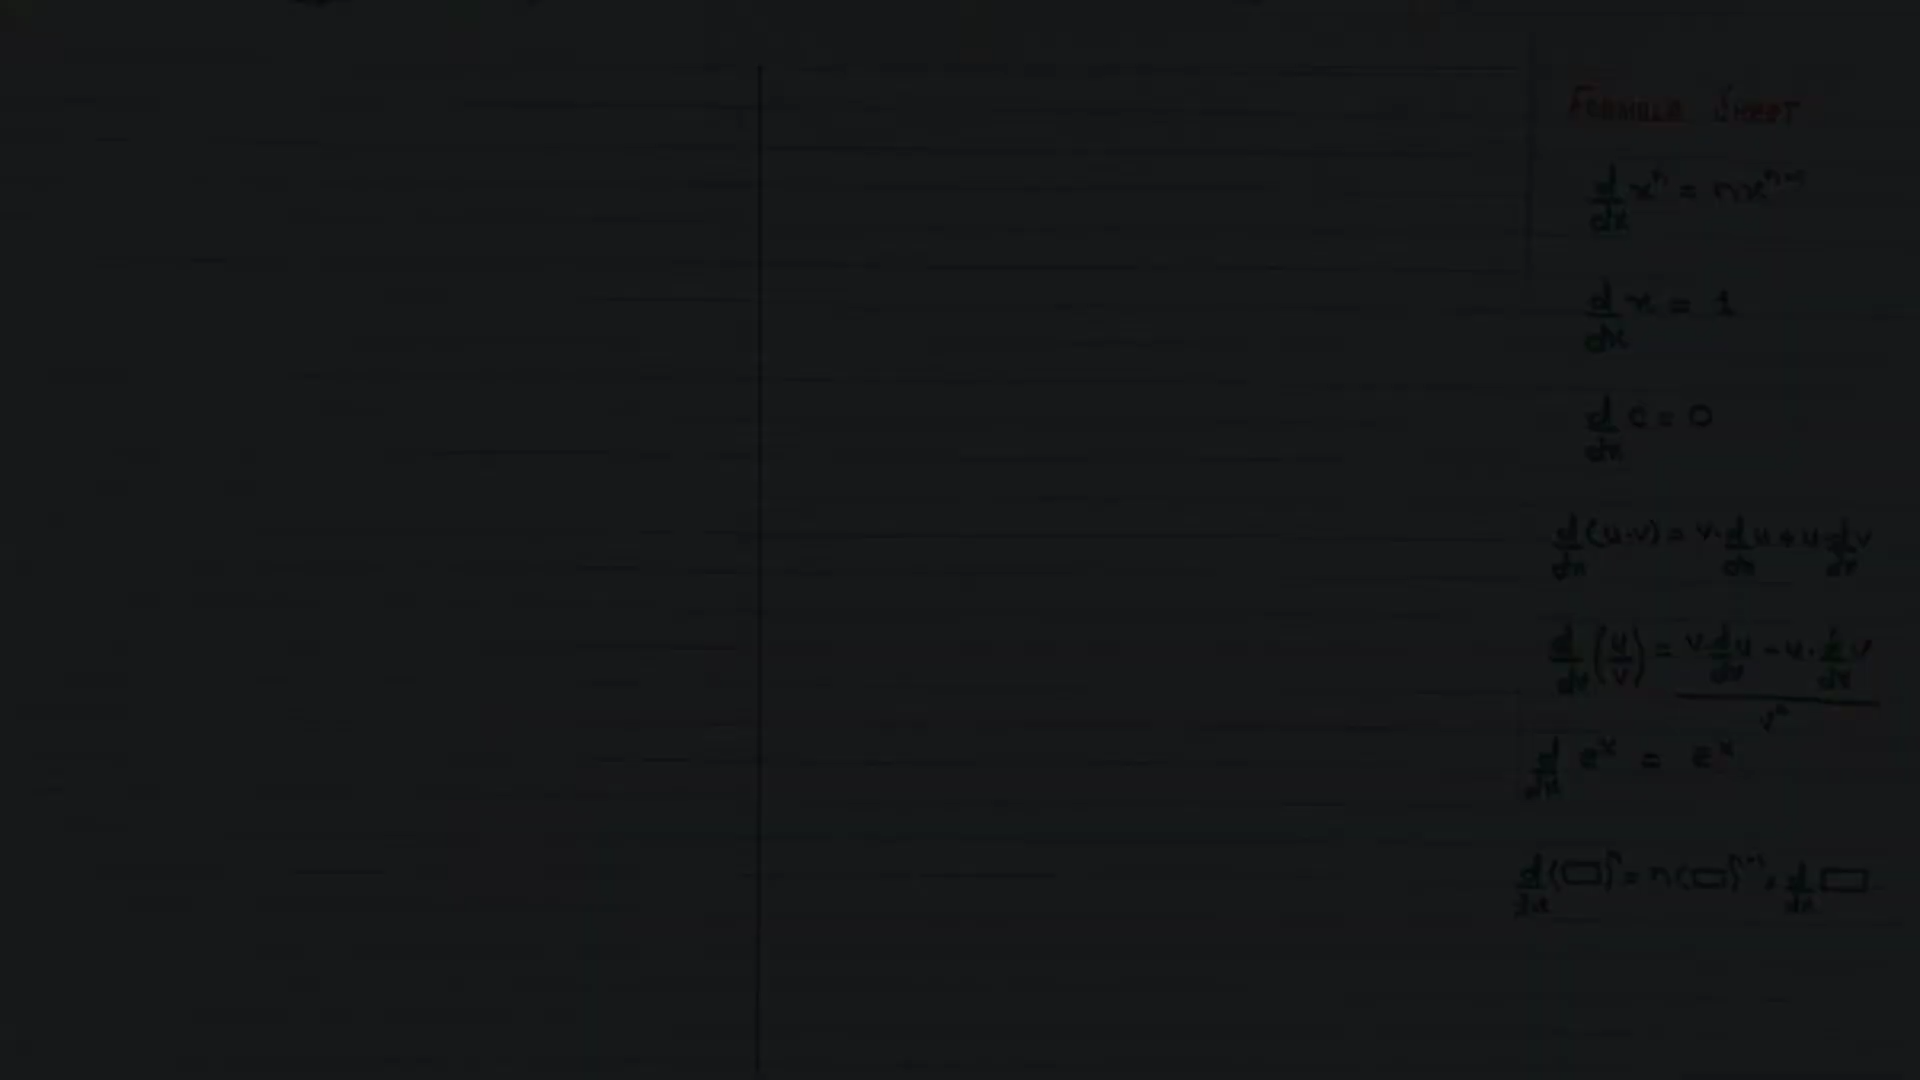 FORMULA SHEET
d/dx xⁿ = nxⁿ⁻¹
d/dx x = 1
d/dx c = 0
d/dx (u·v) = v·d/dx u + u·d/dx v
d/dx (u/v) = (v·d/dx u - u·d/dx v)/v²
d/dx eˣ = eˣ
d/dx (□)ⁿ = n(□)ⁿ⁻¹ · d/dx □